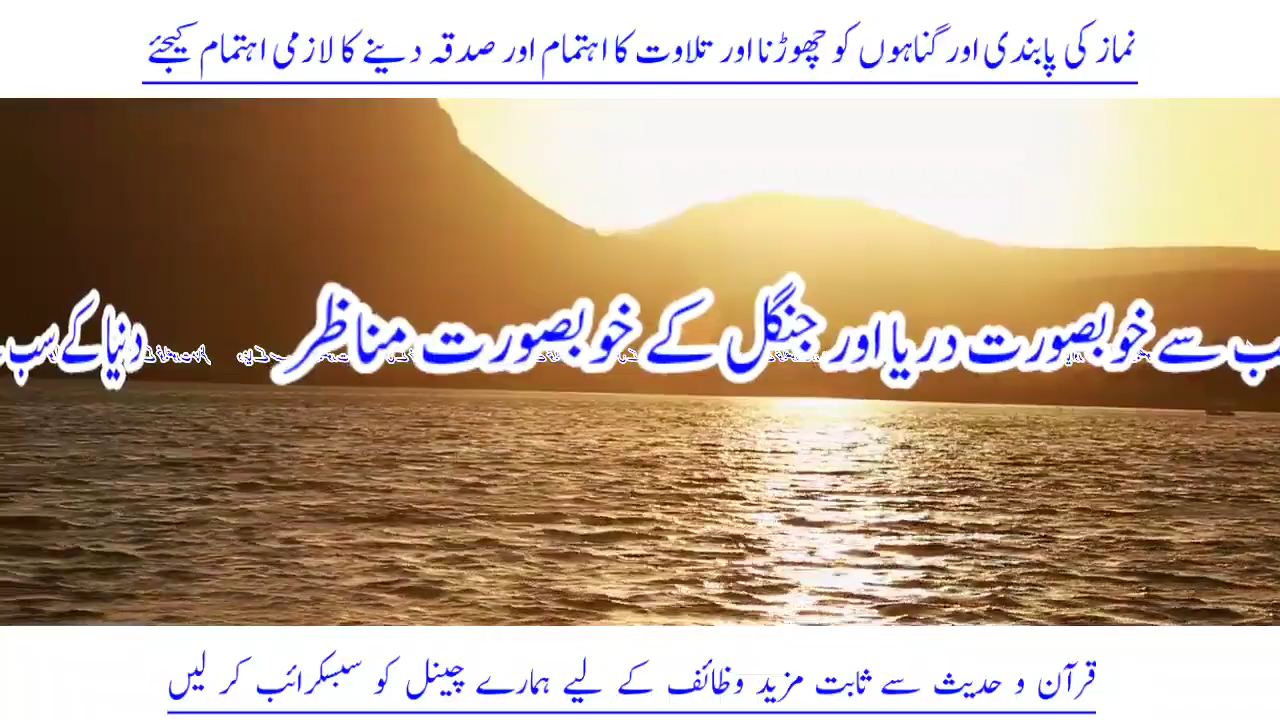 نماز کی پابندی اور گناہوں کو چھوڑنا اور تلاوت کا اہتمام اور صدقہ دینے کا لازمی اہتمام کیجئے
سے خوبصورت دریا اور جنگل کے خوبصورت مناظر دنیا کے سب
قرآن و حدیث سے ثابت مزید وظائف کے لیے ہمارے چینل کو سبسکرائب کر لیں